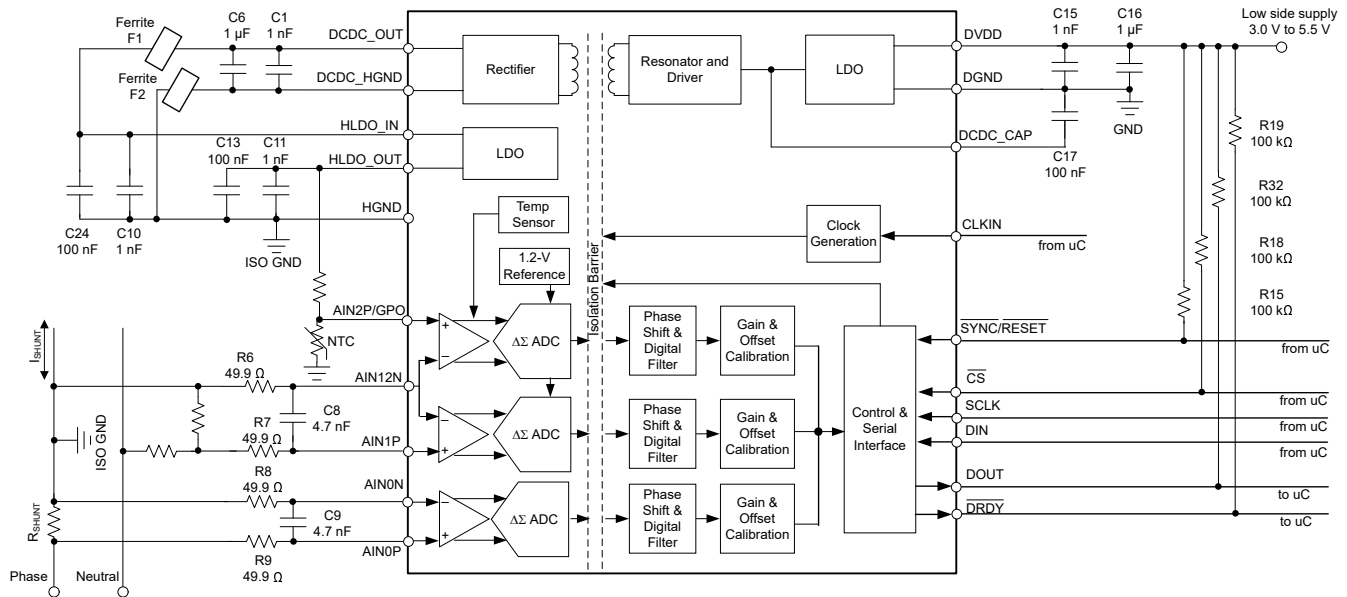 Ferrite
F1
C6
1 µF
C1
1 nF
DCDC_OUT
Ferrite
F2
DCDC_HGND
HLDO_IN
C13
100 nF
C11
1 nF
HLDO_OUT
HGND
C24
100 nF
C10
1 nF
ISO GND
Rectifier
LDO
Temp
Sensor
1.2-V
Reference
Isolation Barrier
Resonator and
Driver
LDO
DVDD
DGND
DCDC_CAP
C15
1 nF
C16
1 µF
Low side supply
3.0 V to 5.5 V
GND
C17
100 nF
R19
100 kΩ
R32
100 kΩ
R18
100 kΩ
R15
100 kΩ
Clock
Generation
CLKIN
from uC
AIN2P/GPO
NTC
ISHUNT
R6
49.9 Ω
AIN12N
C8
4.7 nF
R7
49.9 Ω
AIN1P
ISO GND
R8
49.9 Ω
AIN0N
C9
4.7 nF
RSHUNT
R9
49.9 Ω
AIN0P
Phase
Neutral
+
−
ΔΣ ADC
Phase
Shift &
Digital
Filter
Gain &
Offset
Calibration
−
+
ΔΣ ADC
Phase
Shift &
Digital
Filter
Gain &
Offset
Calibration
−
+
ΔΣ ADC
Phase
Shift &
Digital
Filter
Gain &
Offset
Calibration
Control &
Serial
Interface
SYNC/RESET
from uC
CS
from uC
SCLK
from uC
DIN
from uC
DOUT
to uC
DRDY
to uC